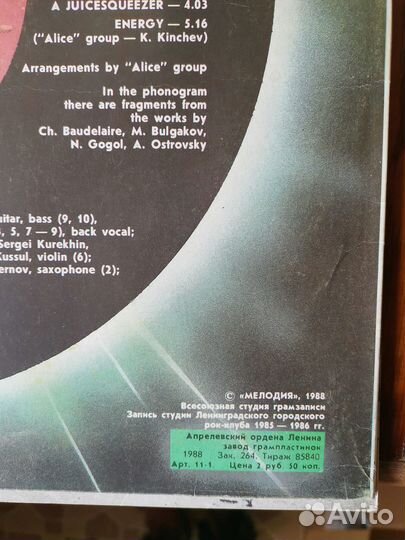 A JUICESQUEEZER — 4.03
ENERGY — 5.16
("Alice" group — K. Kinchev)
Arrangements by "Alice" group
In the phonogram
there are fragments from
the works by
Ch. Baudelaire, M. Bulgakov,
N. Gogol, A. Ostrovsky
uitar, bass (9, 10),
, 5, 7 — 9), back vocal;
Sergei Kurekhin,
Kussul, violin (6);
ernov, saxophone (2);
© «МЕЛОДИЯ», 1988
Всесоюзная студия грамзаписи
Запись студии Ленинградского городского
рок-клуба 1985 — 1986 гг.
Апрелевский ордена Ленина
завод грампластинок
1988 Зак. 264. Тираж 85840
Арт. 11-1. Цена 2 руб. 50 коп.
Avito